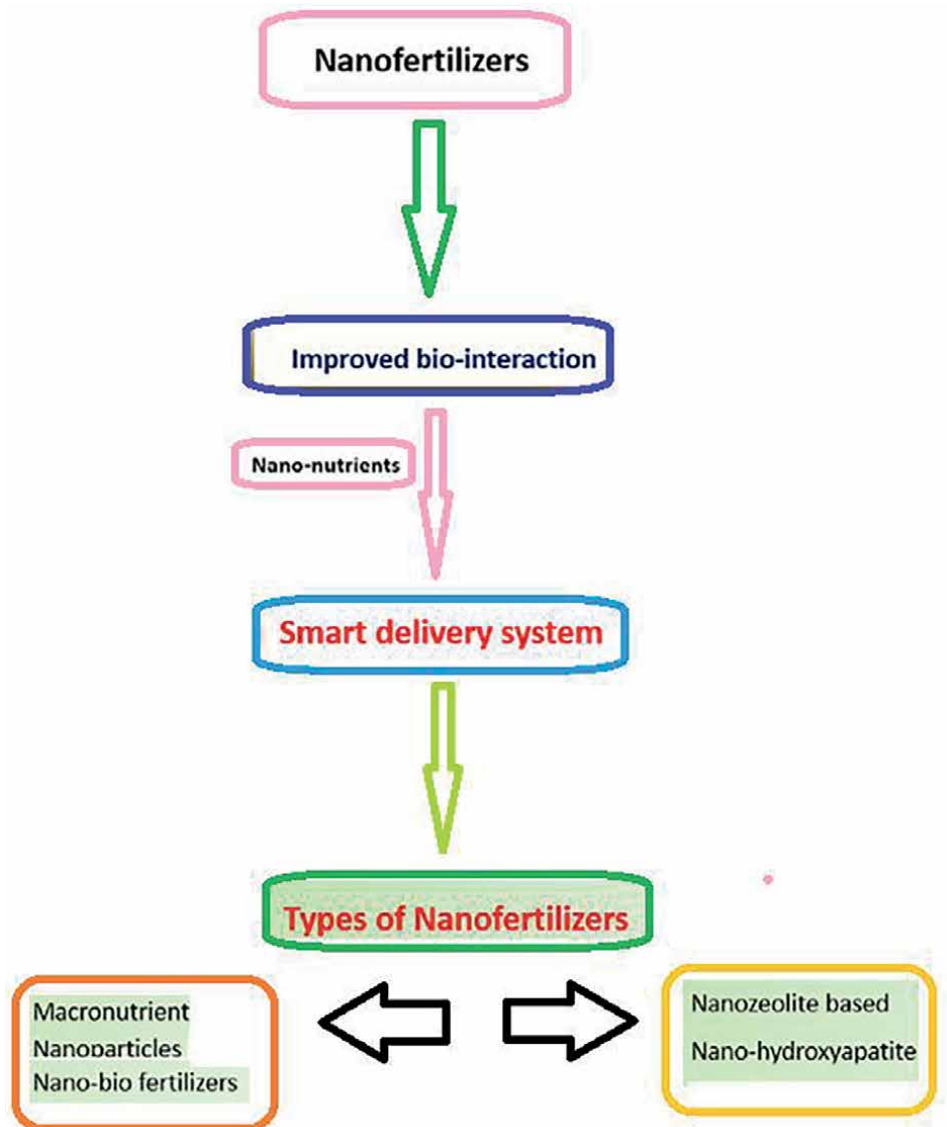 Nanofertilizers
Improved bio-interaction
Nano-nutrients
Smart delivery system
Types of Nanofertilizers
Macronutrient
Nanoparticles
Nano-bio fertilizers
Nanozeolite based
Nano-hydroxyapatite